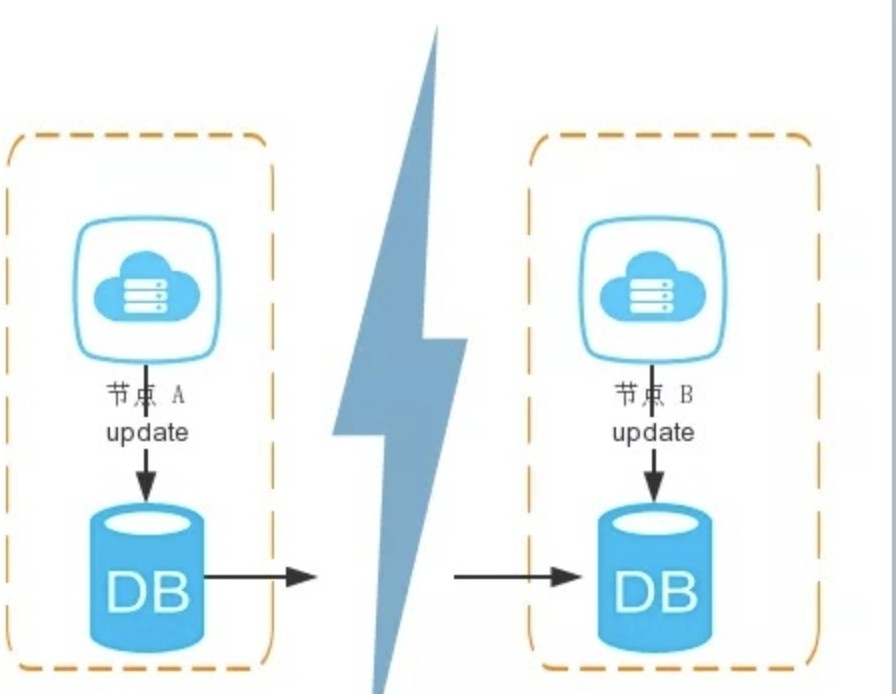 节点 A
update
DB
节点 B
update
DB